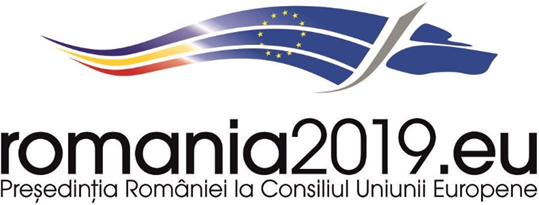 romania2019.eu
Președinția României la Consiliul Uniunii Europene